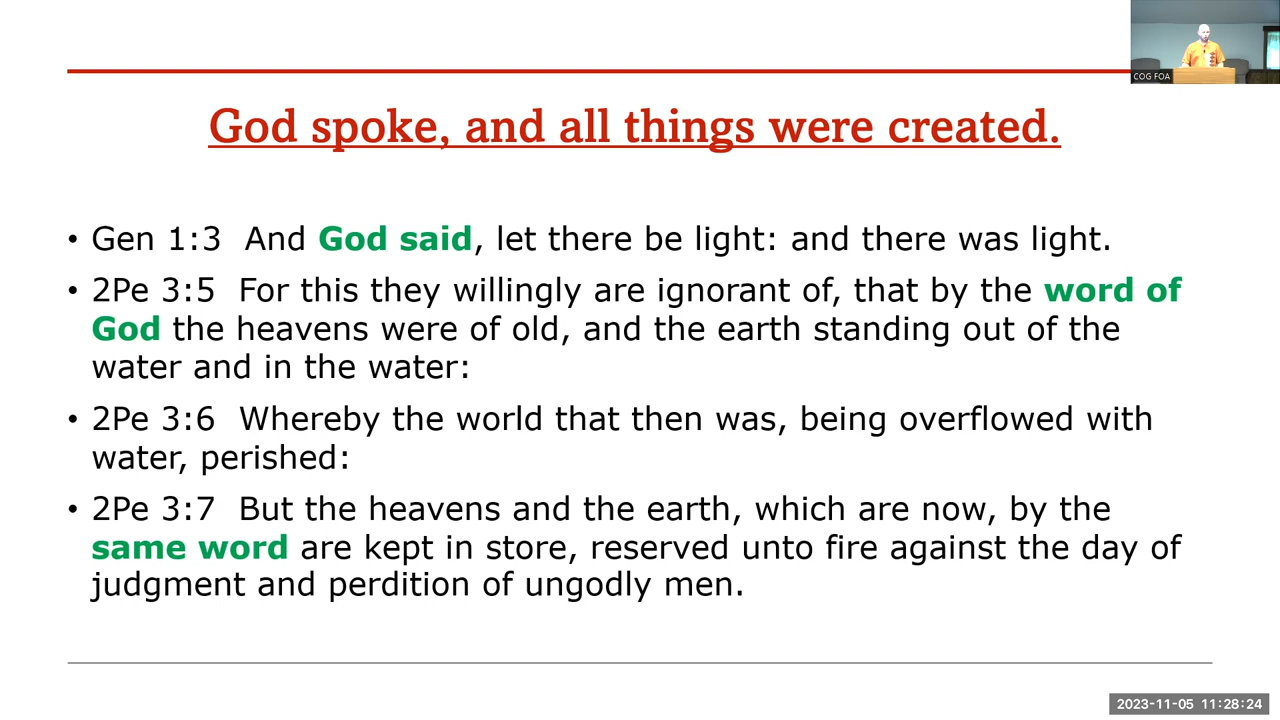 COG FOA
God spoke, and all things were created.
• Gen 1:3 And God said, let there be light: and there was light.
• 2Pe 3:5 For this they willingly are ignorant of, that by the word of
God the heavens were of old, and the earth standing out of the
water and in the water:
• 2Pe 3:6 Whereby the world that then was, being overflowed with
water, perished:
• 2Pe 3:7 But the heavens and the earth, which are now, by the
same word are kept in store, reserved unto fire against the day of
judgment and perdition of ungodly men.
2023-11-05 11:28:24